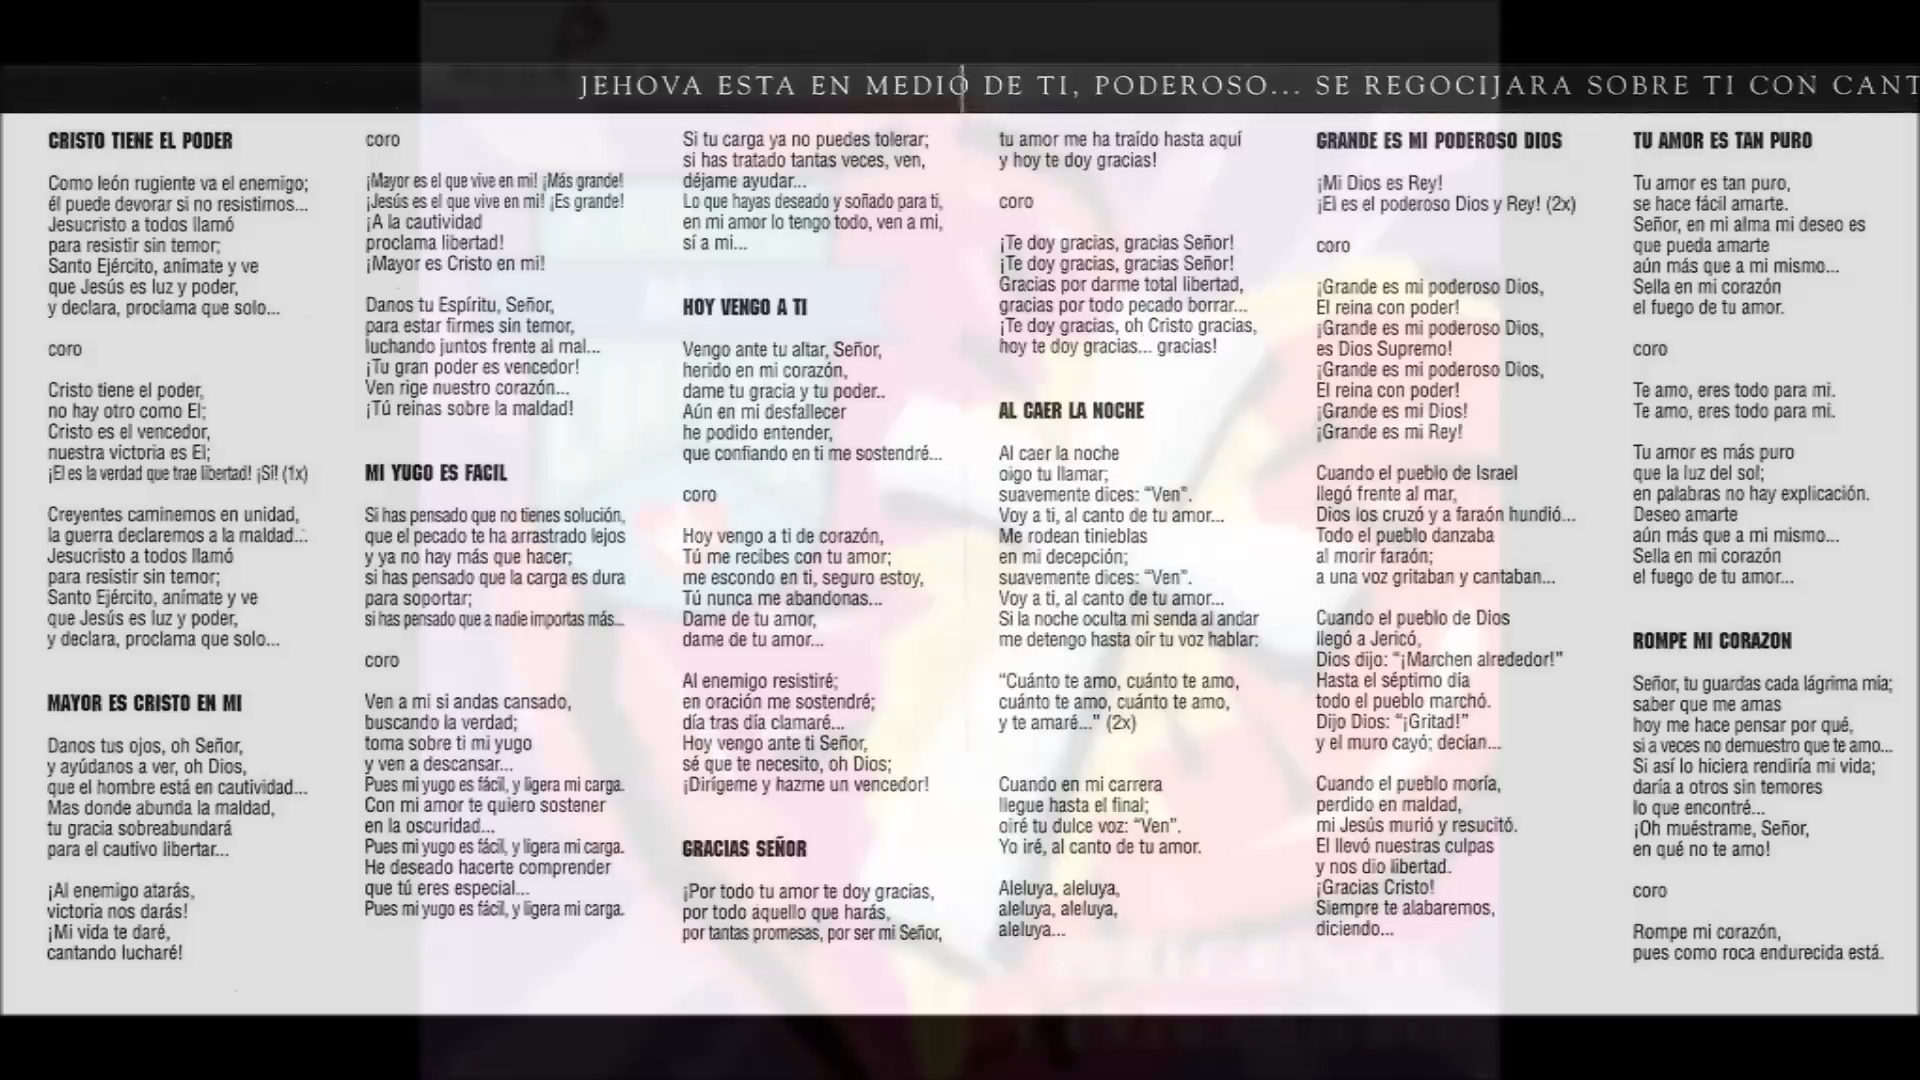 JEHOVA ESTA EN MEDIO DE TI, PODEROSO... SE REGOCIJARA SOBRE TI CON CANT
CRISTO TIENE EL PODER
Como león rugiente va el enemigo;
él puede devorar si no resistimos...
Jesucristo a todos llamó
para resistir sin temor;
Santo Ejército, anímate y ve
que Jesús es luz y poder,
y declara, proclama que solo...
coro
Cristo tiene el poder,
no hay otro como El;
Cristo es el vencedor,
nuestra victoria es El;
¡El es la verdad que trae libertad! ¡Sí! (1x)
Creyentes caminemos en unidad,
la guerra declaremos a la maldad...
Jesucristo a todos llamó
para resistir sin temor;
Santo Ejército, anímate y ve
que Jesús es luz y poder,
y declara, proclama que solo...
MAYOR ES CRISTO EN MI
Danos tus ojos, oh Señor,
y ayúdanos a ver, oh Dios,
que el hombre está en cautividad...
Mas donde abunda la maldad,
tu gracia sobreabundará
para el cautivo libertar...
¡Al enemigo atarás,
victoria nos darás!
¡Mi vida te daré,
cantando lucharé!
coro
¡Mayor es el que vive en mi! ¡Más grande!
¡Jesús es el que vive en mi! ¡Es grande!
¡A la cautividad
proclama libertad!
¡Mayor es Cristo en mi!
Danos tu Espíritu, Señor,
para estar firmes sin temor,
luchando juntos frente al mal...
¡Tu gran poder es vencedor!
Ven rige nuestro corazón...
¡Tú reinas sobre la maldad!
MI YUGO ES FACIL
Si has pensado que no tienes solución,
que el pecado te ha arrastrado lejos
y ya no hay más que hacer;
si has pensado que la carga es dura
para soportar;
si has pensado que a nadie importas más...
coro
Ven a mi si andas cansado,
buscando la verdad;
toma sobre ti mi yugo
y ven a descansar...
Pues mi yugo es fácil, y ligera mi carga.
Con mi amor te quiero sostener
en la oscuridad...
Pues mi yugo es fácil, y ligera mi carga.
He deseado hacerte comprender
que tú eres especial...
Pues mi yugo es fácil, y ligera mi carga.
Si tu carga ya no puedes tolerar;
si has tratado tantas veces, ven,
déjame ayudar...
Lo que hayas deseado y soñado para ti,
en mi amor lo tengo todo, ven a mi,
sí a mi...
HOY VENGO A TI
Vengo ante tu altar, Señor,
herido en mi corazón,
dame tu gracia y tu poder..
Aún en mi desfallecer
he podido entender,
que confiando en ti me sostendré...
coro
Hoy vengo a ti de corazón,
Tú me recibes con tu amor;
me escondo en ti, seguro estoy,
Tú nunca me abandonas...
Dame de tu amor,
dame de tu amor...
Al enemigo resistiré;
en oración me sostendré;
día tras día clamaré...
Hoy vengo ante ti Señor,
sé que te necesito, oh Dios;
¡Dirígeme y hazme un vencedor!
GRACIAS SEÑOR
¡Por todo tu amor te doy gracias,
por todo aquello que harás,
por tantas promesas, por ser mi Señor,
tu amor me ha traído hasta aquí
y hoy te doy gracias!
coro
¡Te doy gracias, gracias Señor!
¡Te doy gracias, gracias Señor!
Gracias por darme total libertad,
gracias por todo pecado borrar...
¡Te doy gracias, oh Cristo gracias,
hoy te doy gracias... gracias!
AL CAER LA NOCHE
Al caer la noche
oigo tu llamar;
suavemente dices: "Ven".
Voy a ti, al canto de tu amor...
Me rodean tinieblas
en mi decepción;
suavemente dices: "Ven".
Voy a ti, al canto de tu amor...
Si la noche oculta mi senda al andar
me detengo hasta oír tu voz hablar:
"Cuánto te amo, cuánto te amo,
cuánto te amo, cuánto te amo,
y te amaré..." (2x)
Cuando en mi carrera
llegue hasta el final;
oiré tu dulce voz: "Ven".
Yo iré, al canto de tu amor.
Aleluya, aleluya,
aleluya, aleluya,
aleluya...
GRANDE ES MI PODEROSO DIOS
¡Mi Dios es Rey!
¡El es el poderoso Dios y Rey! (2x)
coro
¡Grande es mi poderoso Dios,
El reina con poder!
¡Grande es mi poderoso Dios,
es Dios Supremo!
¡Grande es mi poderoso Dios,
El reina con poder!
¡Grande es mi Dios!
¡Grande es mi Rey!
Cuando el pueblo de Israel
llegó frente al mar,
Dios los cruzó y a faraón hundió...
Todo el pueblo danzaba
al morir faraón;
a una voz gritaban y cantaban...
Cuando el pueblo de Dios
llegó a Jericó,
Dios dijo: "¡Marchen alrededor!"
Hasta el séptimo día
todo el pueblo marchó.
Dijo Dios: "¡Gritad!"
y el muro cayó; decían...
Cuando el pueblo moría,
perdido en maldad,
mi Jesús murió y resucitó.
El llevó nuestras culpas
y nos dio libertad.
¡Gracias Cristo!
Siempre te alabaremos,
diciendo...
TU AMOR ES TAN PURO
Tu amor es tan puro,
se hace fácil amarte.
Señor, en mi alma mi deseo es
que pueda amarte
aún más que a mi mismo...
Sella en mi corazón
el fuego de tu amor.
coro
Te amo, eres todo para mi.
Te amo, eres todo para mi.
Tu amor es más puro
que la luz del sol;
en palabras no hay explicación.
Deseo amarte
aún más que a mi mismo...
Sella en mi corazón
el fuego de tu amor...
ROMPE MI CORAZON
Señor, tu guardas cada lágrima mía;
saber que me amas
hoy me hace pensar por qué,
si a veces no demuestro que te amo...
Si así lo hiciera rendiría mi vida;
daría a otros sin temores
lo que encontré...
¡Oh muéstrame, Señor,
en qué no te amo!
coro
Rompe mi corazón,
pues como roca endurecida está.